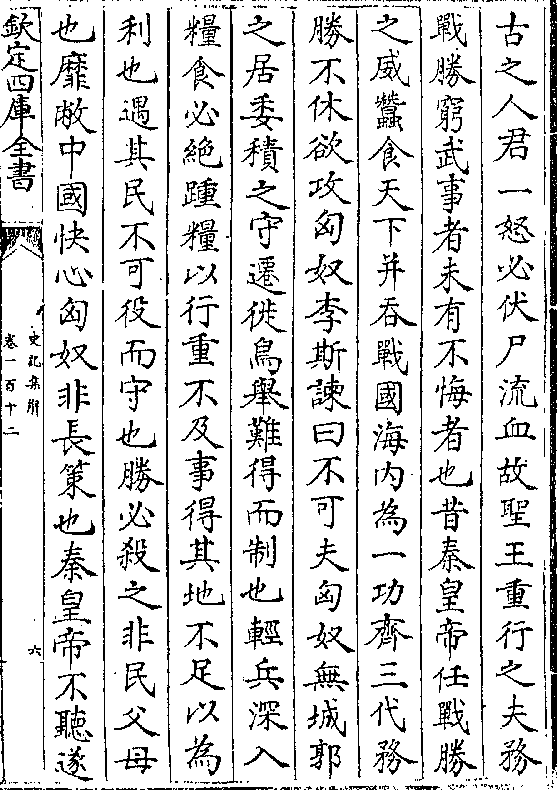 古之人君一怒必伏尸流血故聖王重行之夫務
戰勝窮武事者未有不悔者也昔秦皇帝任戰勝
之威蠶食天下并吞戰國海内為一功齊三代務
勝不休欲攻匈奴李斯諫曰不可夫匈奴無城郭
之居委積之守遷徙鳥舉難得而制也輕兵深入
糧食必絶踵糧以行重不及事得其地不足以為
利也遇其民不可役而守也勝必殺之非民父母
也靡敝中國快心匈奴非長策也秦皇帝不聽遂
欽定四庫全書
史記集解
卷一百十二
六